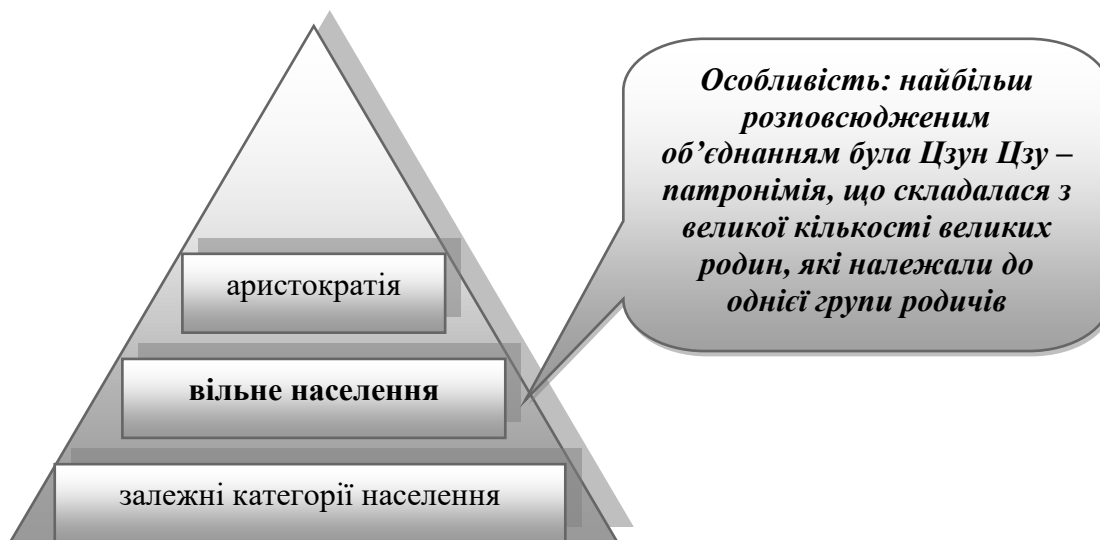 Особливість: найбільш
розповсюдженим
об’єднанням була Цзун Цзу –
патронімія, що складалася з
великої кількості великих
родин, які належали до
однієї групи родичів
аристократія
вільне населення
залежні категорії населення